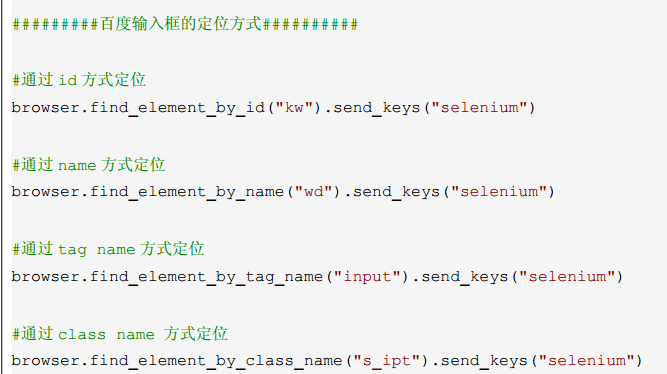 #########百度输入框的定位方式##########
#通过 id 方式定位
browser.find_element_by_id("kw").send_keys("selenium")
#通过 name 方式定位
browser.find_element_by_name("wd").send_keys("selenium")
#通过 tag name 方式定位
browser.find_element_by_tag_name("input").send_keys("selenium")
#通过 class name 方式定位
browser.find_element_by_class_name("s_ipt").send_keys("selenium")